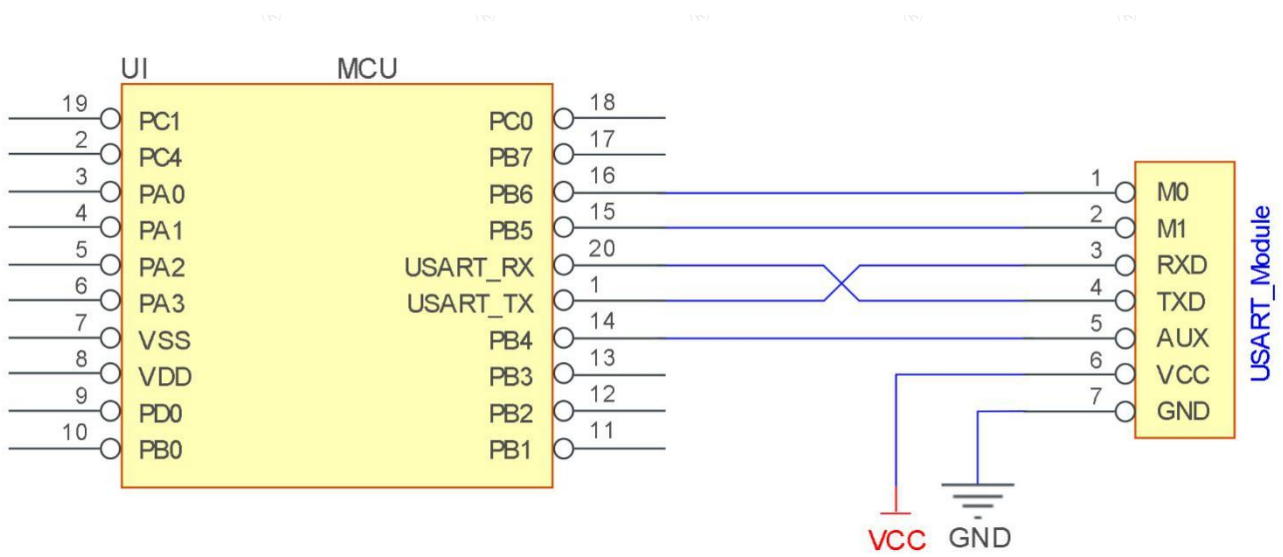 UI MCU
19 PC1 PC0 18
2 PC4 PB7 17
3 PA0 PB6 16 1 M0
4 PA1 PB5 15 2 M1
5 PA2 USART_RX 20 3 RXD
6 PA3 USART_TX 1 4 TXD
7 VSS PB4 14 5 AUX
8 VDD PB3 13 6 VCC
9 PD0 PB2 12 7 GND
10 PB0 PB1 11
USART_Module
VCC GND